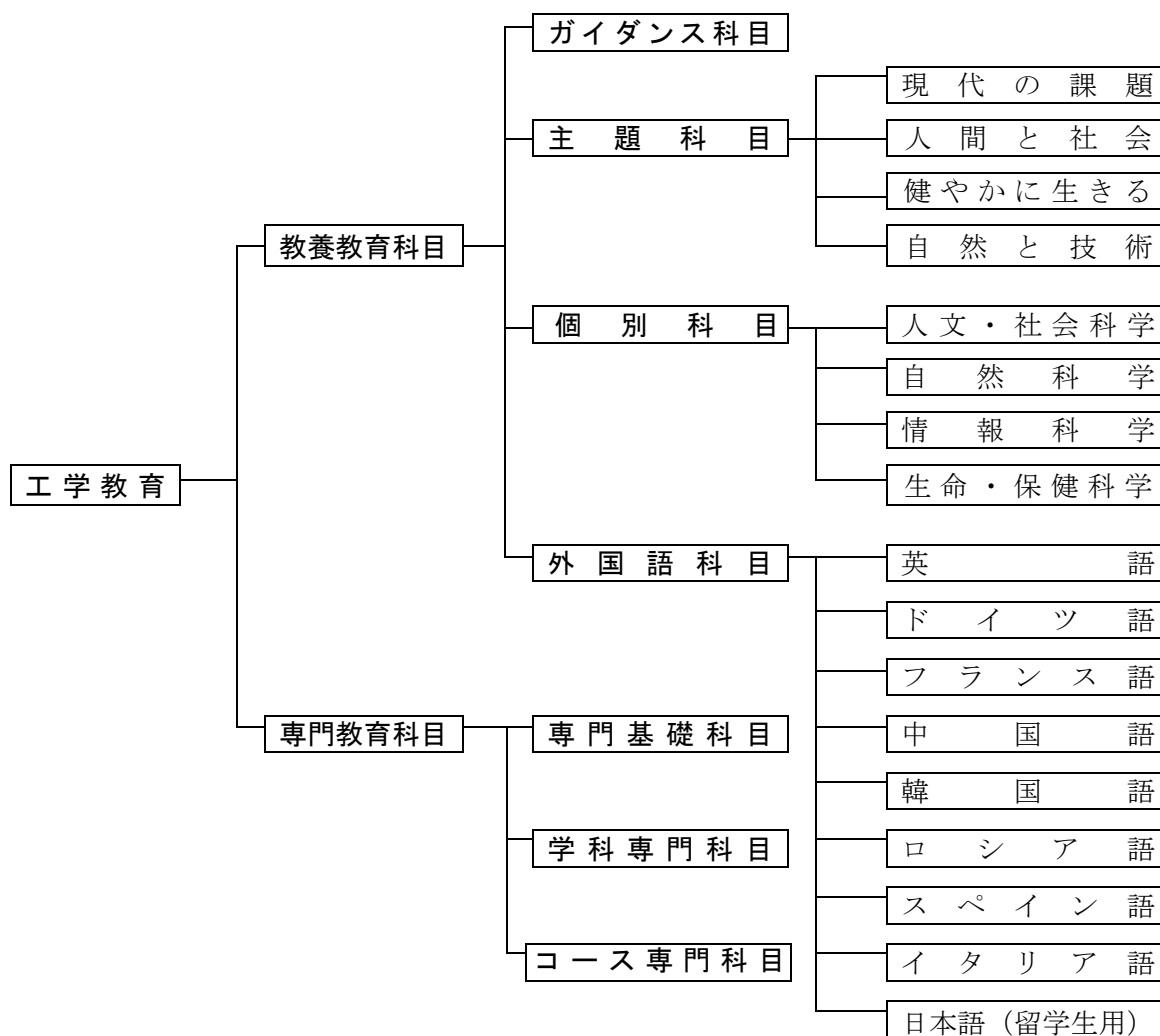 ガイダンス科目
現代の課題
主題科目
人間と社会
健やかに生きる
教養教育科目
自然と技術
個別科目
人文・社会科学
自然科学
情報科学
工学教育
生命・保健科学
外国語科目
英語
ドイツ語
フランス語
専門教育科目
専門基礎科目
中国語
韓国語
学科専門科目
ロシア語
スペイン語
コース専門科目
イタリア語
日本語（留学生用）